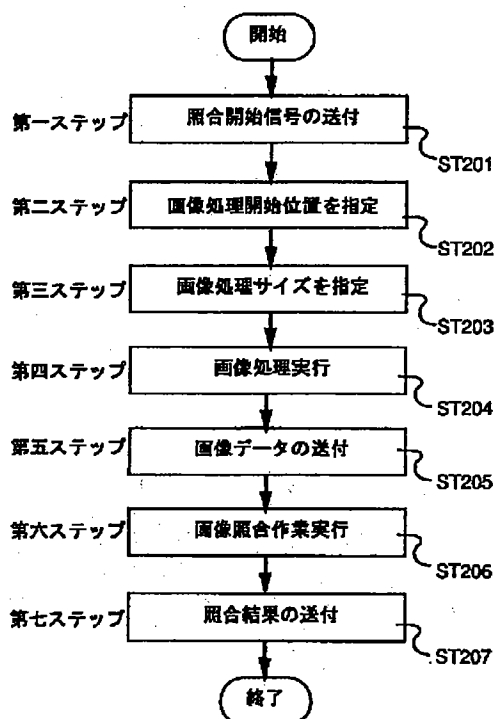 開始
第一ステップ
照合開始信号の送付
ST201
第二ステップ
画像処理開始位置を指定
ST202
第三ステップ
画像処理サイズを指定
ST203
第四ステップ
画像処理実行
ST204
第五ステップ
画像データの送付
ST205
第六ステップ
画像照合作業実行
ST206
第七ステップ
照合結果の送付
ST207
終了